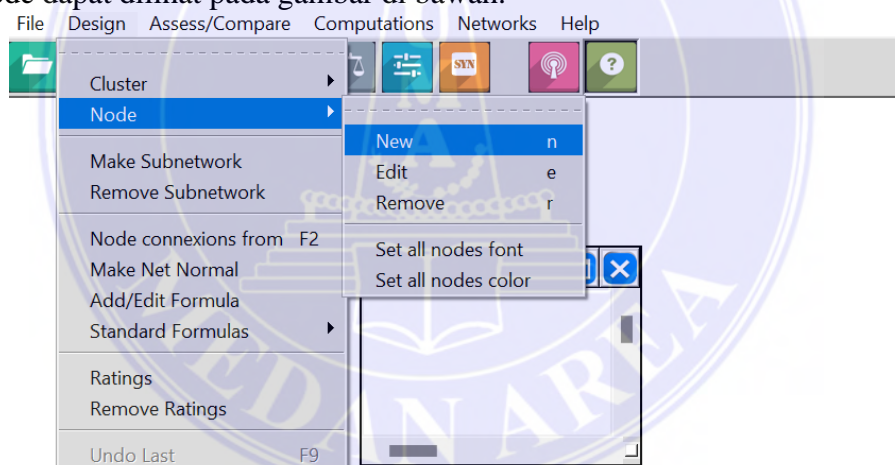 dapat dilihat pada gambar di bawah.
File Design Assess/Compare Computations Networks Help
SYN
?
Cluster
Node
New n
Edit e
Remove r
Set all nodes font
Set all nodes color
Make Subnetwork
Remove Subnetwork
Node connexions from F2
Make Net Normal
Add/Edit Formula
Standard Formulas
Ratings
Remove Ratings
Undo Last F9
MEDAN AREA